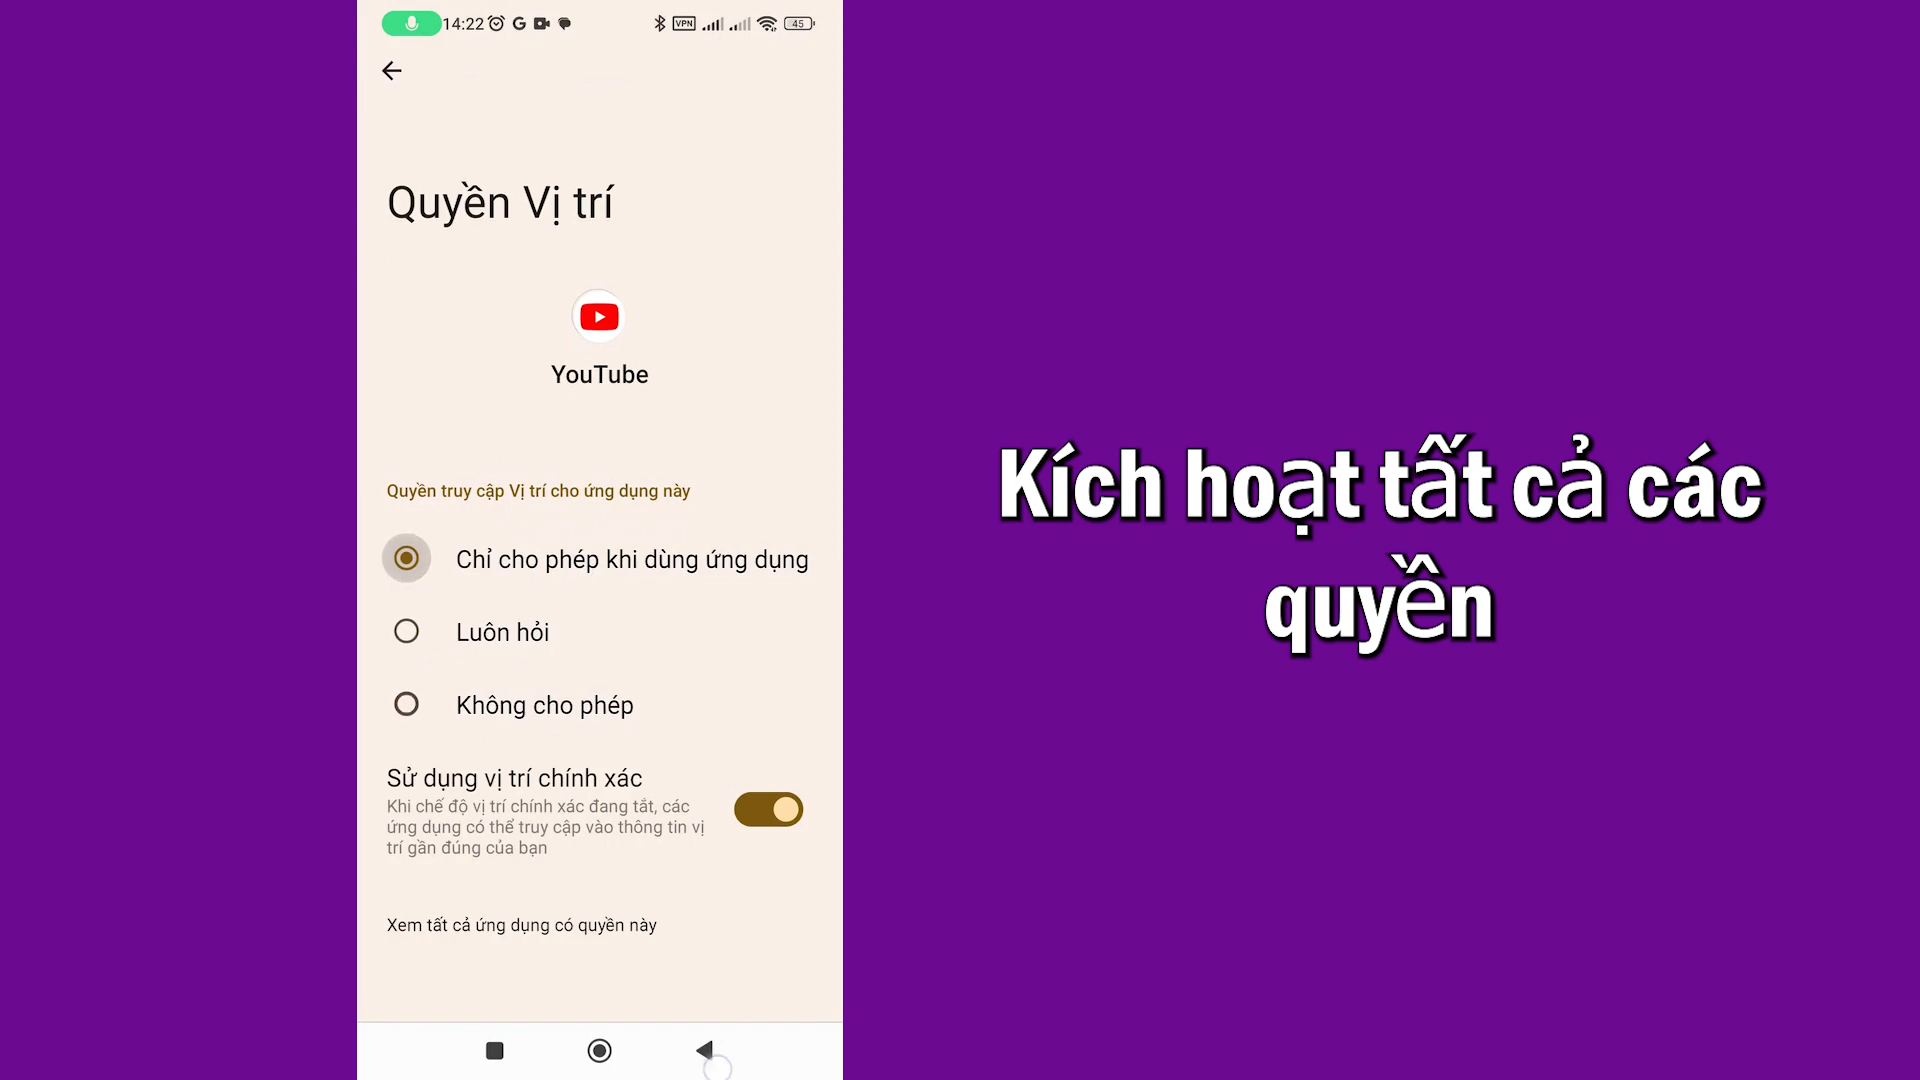 14:22
VPN
45
Quyền Vị trí
YouTube
Quyền truy cập Vị trí cho ứng dụng này
Chỉ cho phép khi dùng ứng dụng
Luôn hỏi
Không cho phép
Sử dụng vị trí chính xác
Khi chế độ vị trí chính xác đang tắt, các
ứng dụng có thể truy cập vào thông tin vị
trí gần đúng của bạn
Xem tất cả ứng dụng có quyền này
Kích hoạt tất cả các
quyền